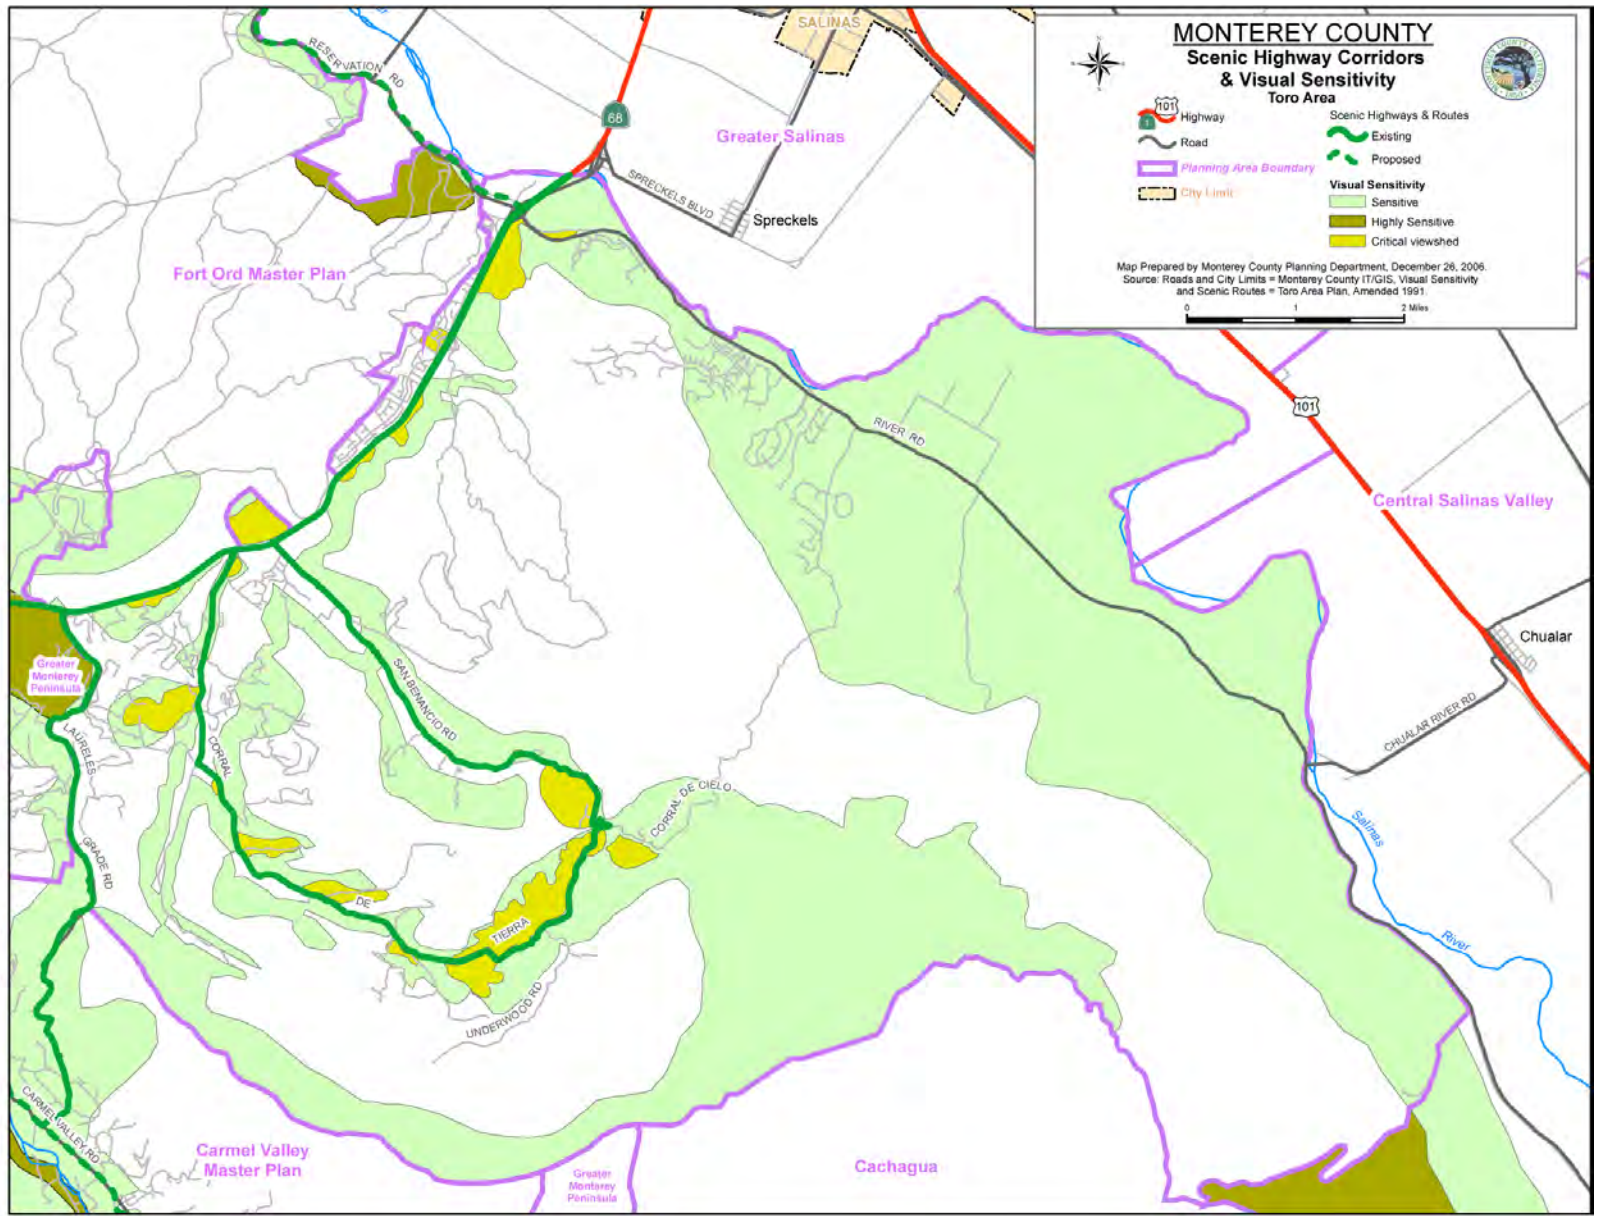 MONTEREY COUNTY
Scenic Highway Corridors
& Visual Sensitivity
Toro Area
101
1
Highway
Road
Planning Area Boundary
City Limit
Scenic Highways & Routes
Existing
Proposed
Visual Sensitivity
Sensitive
Highly Sensitive
Critical viewshed
Map Prepared by Monterey County Planning Department, December 26, 2006.
Source: Roads and City Limits = Monterey County IT/GIS, Visual Sensitivity
and Scenic Routes = Toro Area Plan, Amended 1991.
0 1 2 Miles
SALINAS
RESERVATION RD
68
Greater Salinas
SPRECKELS BLVD
Spreckels
Fort Ord Master Plan
RIVER RD
101
Central Salinas Valley
Chualar
CHUALAR RIVER RD
Greater
Monterey
Peninsula
SAN BENANCIO RD
LAURELES
GRADE RD
CORRAL
DE
TIERRA
CORRAL DE CIELO
UNDERWOOD RD
Salinas
River
CARMEL VALLEY RD
Carmel Valley
Master Plan
Greater
Monterey
Peninsula
Cachagua